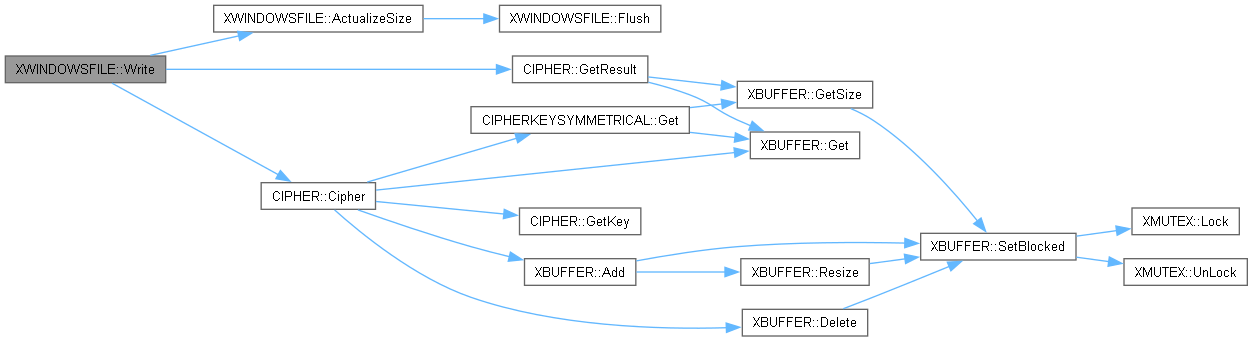 XWINDOWSFILE::ActualizeSize
XWINDOWSFILE::Flush
XWINDOWSFILE::Write
CIPHER::GetResult
XBUFFER::GetSize
CIPHERKEYSYMMETRICAL::Get
XBUFFER::Get
CIPHER::Cipher
CIPHER::GetKey
XMUTEX::Lock
XBUFFER::SetBlocked
XBUFFER::Add
XBUFFER::Resize
XMUTEX::UnLock
XBUFFER::Delete